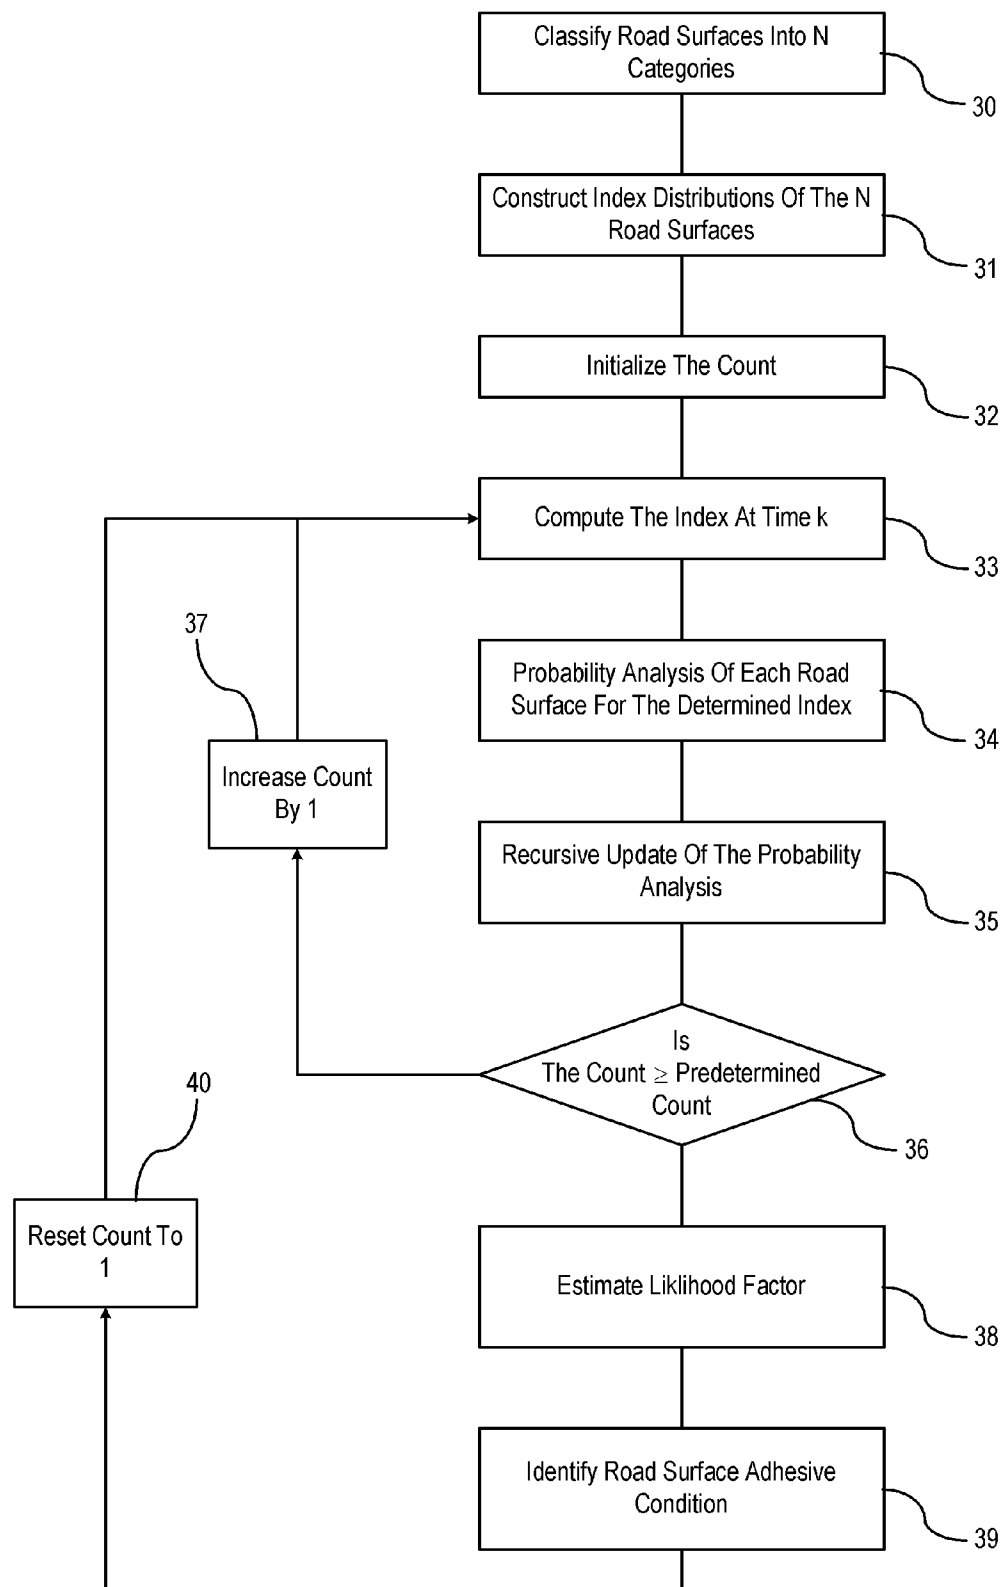 Classify Road Surfaces Into N
Categories
30
Construct Index Distributions Of The N
Road Surfaces
31
Initialize The Count
32
Compute The Index At Time k
33
37
Probability Analysis Of Each Road
Surface For The Determined Index
34
Increase Count
By 1
Recursive Update Of The Probability
Analysis
35
Is
The Count ≥ Predetermined
Count
36
40
Reset Count To
1
Estimate Liklihood Factor
38
Identify Road Surface Adhesive
Condition
39